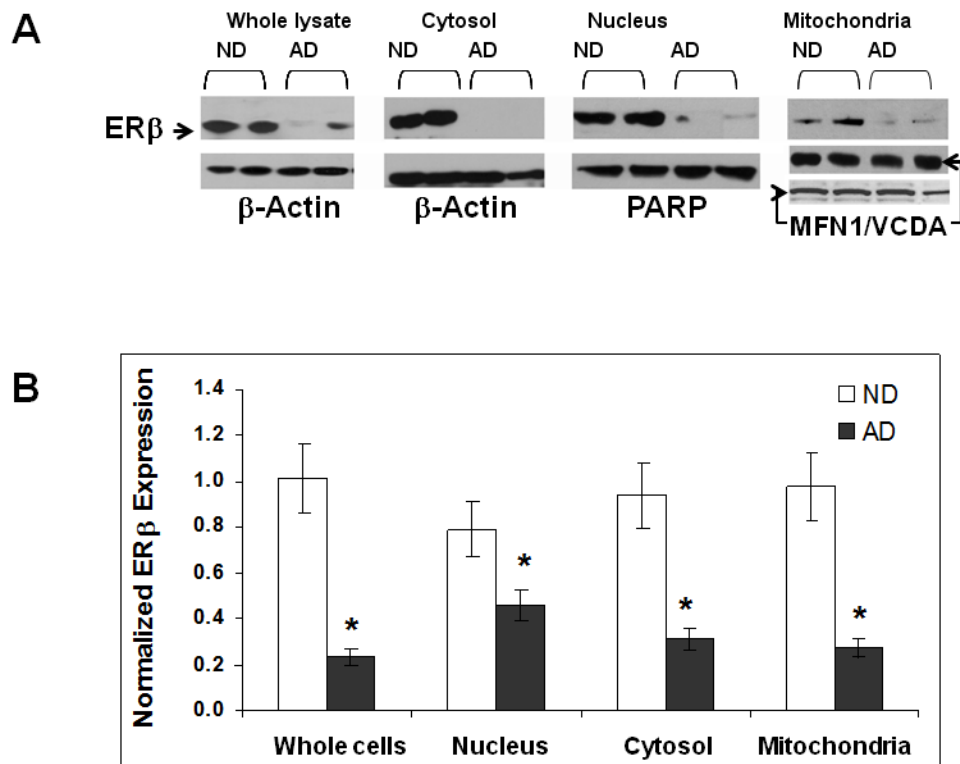 A
Whole lysate Cytosol Nucleus Mitochondria
ND AD ND AD ND AD ND AD
ERβ
β-Actin β-Actin PARP MFN1/VCDA
B
Normalized ERβ Expression
1.4
1.2
1.0
0.8
0.6
0.4
0.2
0.0
ND
AD
* * * *
Whole cells Nucleus Cytosol Mitochondria